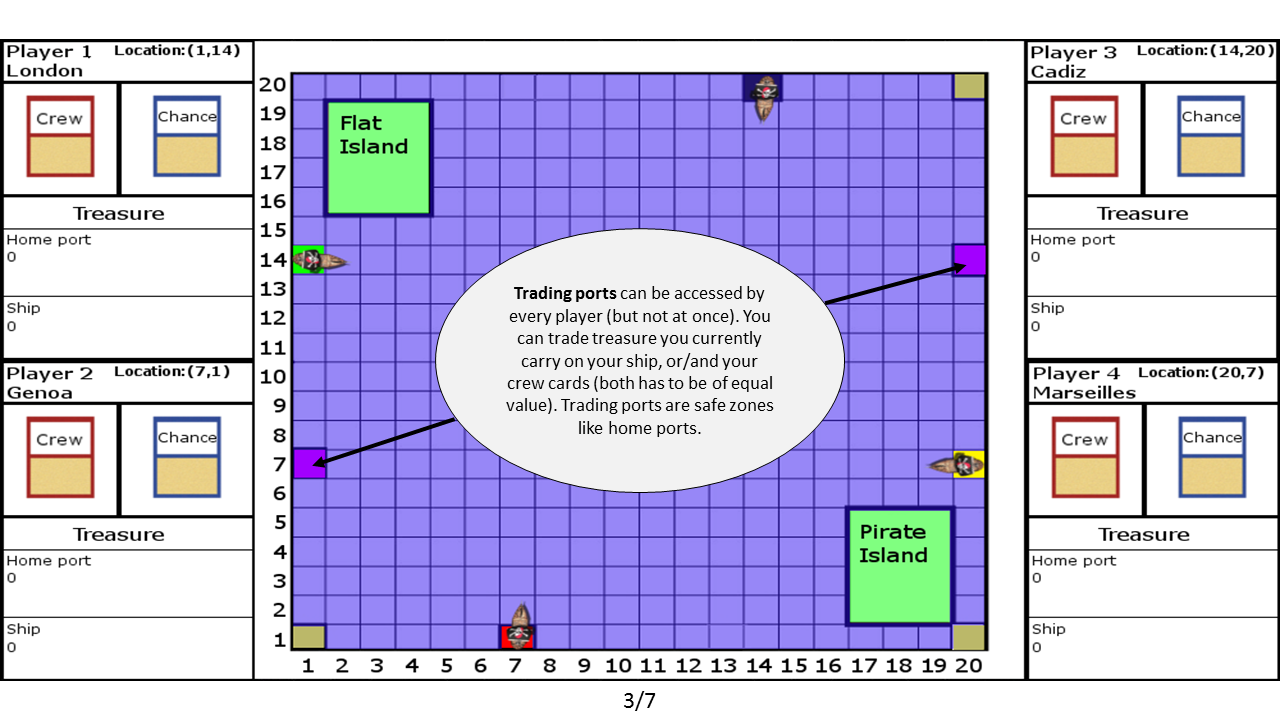 Player 1 Location:(1,14)
London
Crew
Chance
Treasure
Home port
0
Ship
0
Player 2 Location:(7,1)
Genoa
Crew
Chance
Treasure
Home port
0
Ship
0
20
19
18
17
16
15
14
13
12
11
10
9
8
7
6
5
4
3
2
1
Flat
Island
Trading ports can be accessed by
every player (but not at once). You
can trade treasure you currently
carry on your ship, or/and your
crew cards (both has to be of equal
value). Trading ports are safe zones
like home ports.
Pirate
Island
1 2 3 4 5 6 7 8 9 10 11 12 13 14 15 16 17 18 19 20
Player 3 Location:(14,20)
Cadiz
Crew
Chance
Treasure
Home port
0
Ship
0
Player 4 Location:(20,7)
Marseilles
Crew
Chance
Treasure
Home port
0
Ship
0
3/7